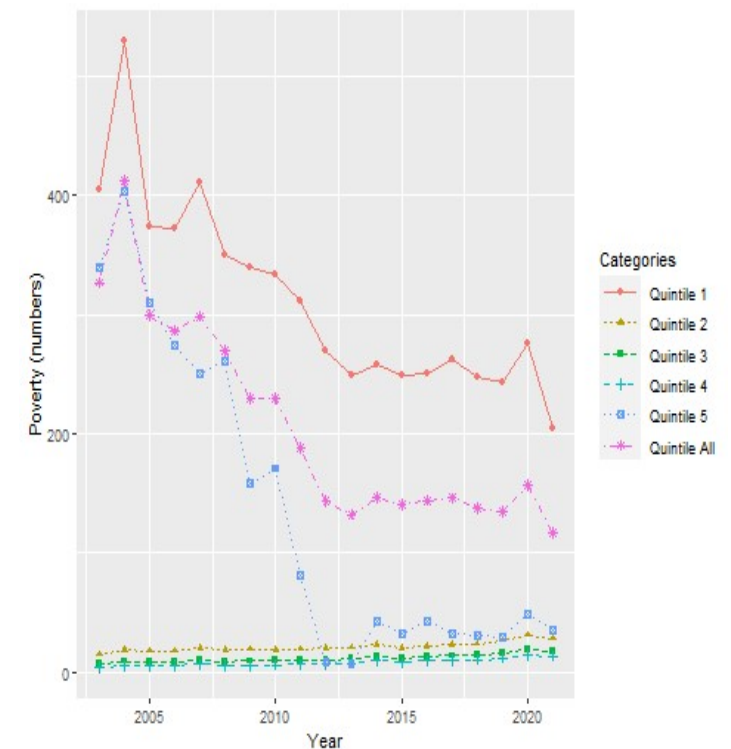 Poverty (numbers)
400
200
0
2005
2010
2015
2020
Year
Categories
Quintile 1
Quintile 2
Quintile 3
Quintile 4
Quintile 5
Quintile All